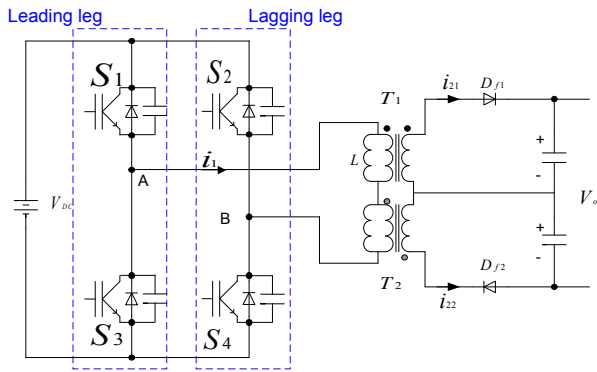 Leading leg
Lagging leg
S1
S2
i21
Df1
T1
+
-
L
i1
A
VDC
B
Vo
+
-
T2
Df2
i22
S3
S4